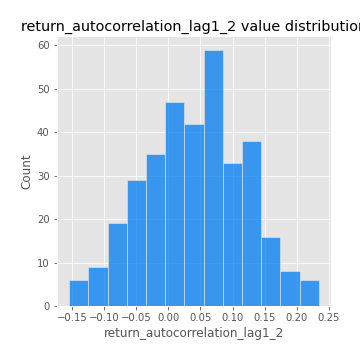 return_autocorrelation_lag1_2 value distribution
60
50
40
30
20
10
0
Count
−0.15 −0.10 −0.05 0.00 0.05 0.10 0.15 0.20 0.25
return_autocorrelation_lag1_2